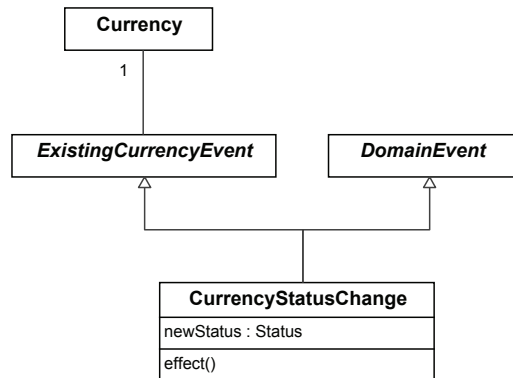 Currency
1
ExistingCurrencyEvent
DomainEvent
CurrencyStatusChange
newStatus : Status
effect()